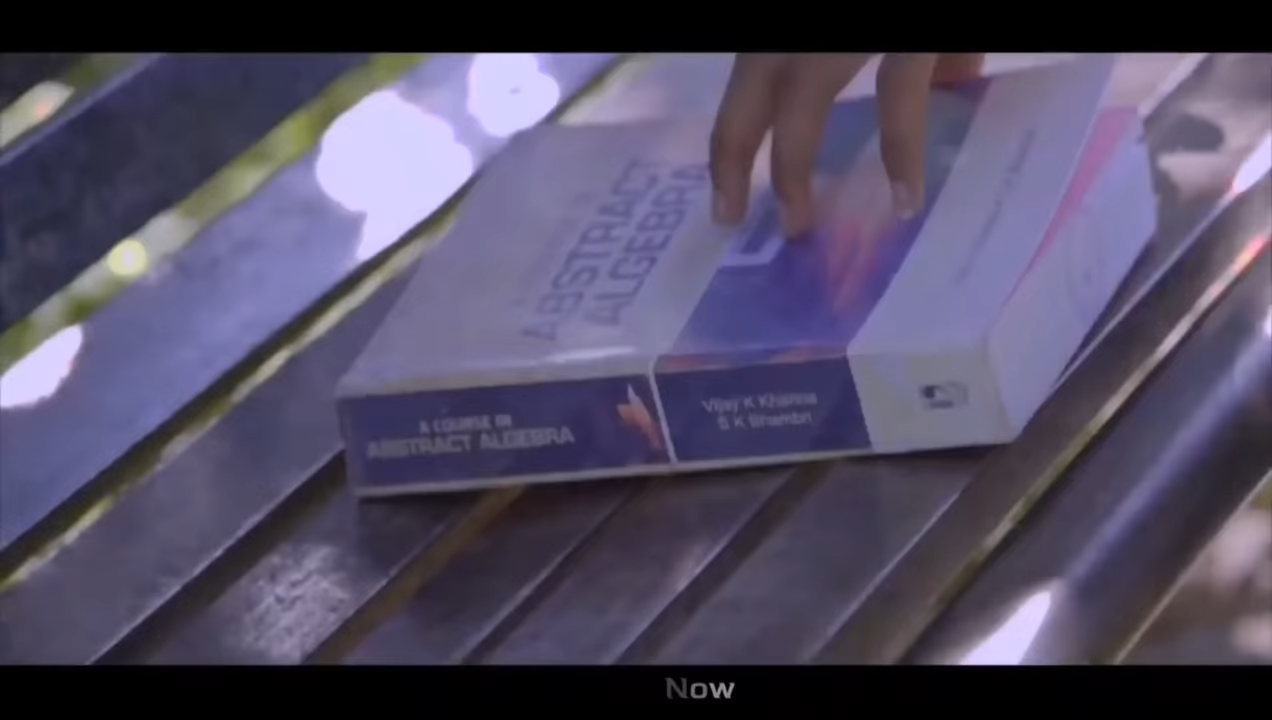 ABSTRACT
ALGEBRA
A COURSE IN
ABSTRACT ALGEBRA
Vijay K Khanna
S K Bhambri
Now